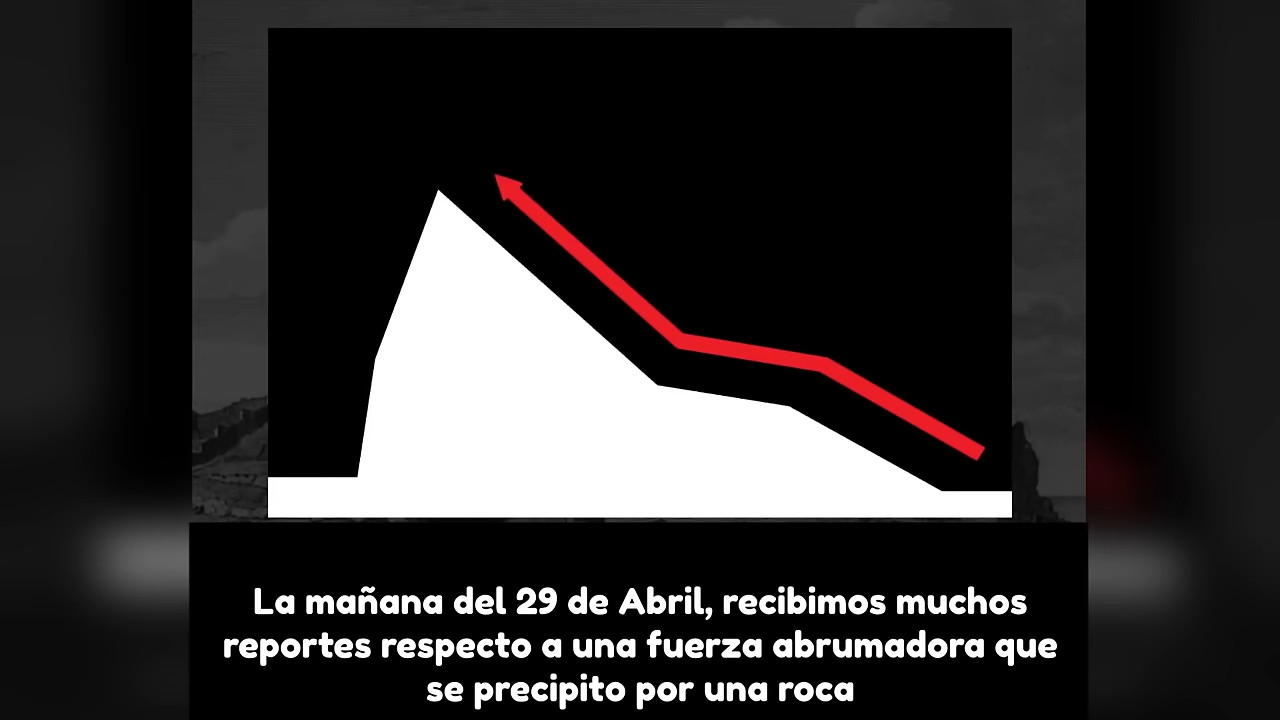 La mañana del 29 de Abril, recibimos muchos
reportes respecto a una fuerza abrumadora que
se precipito por una roca